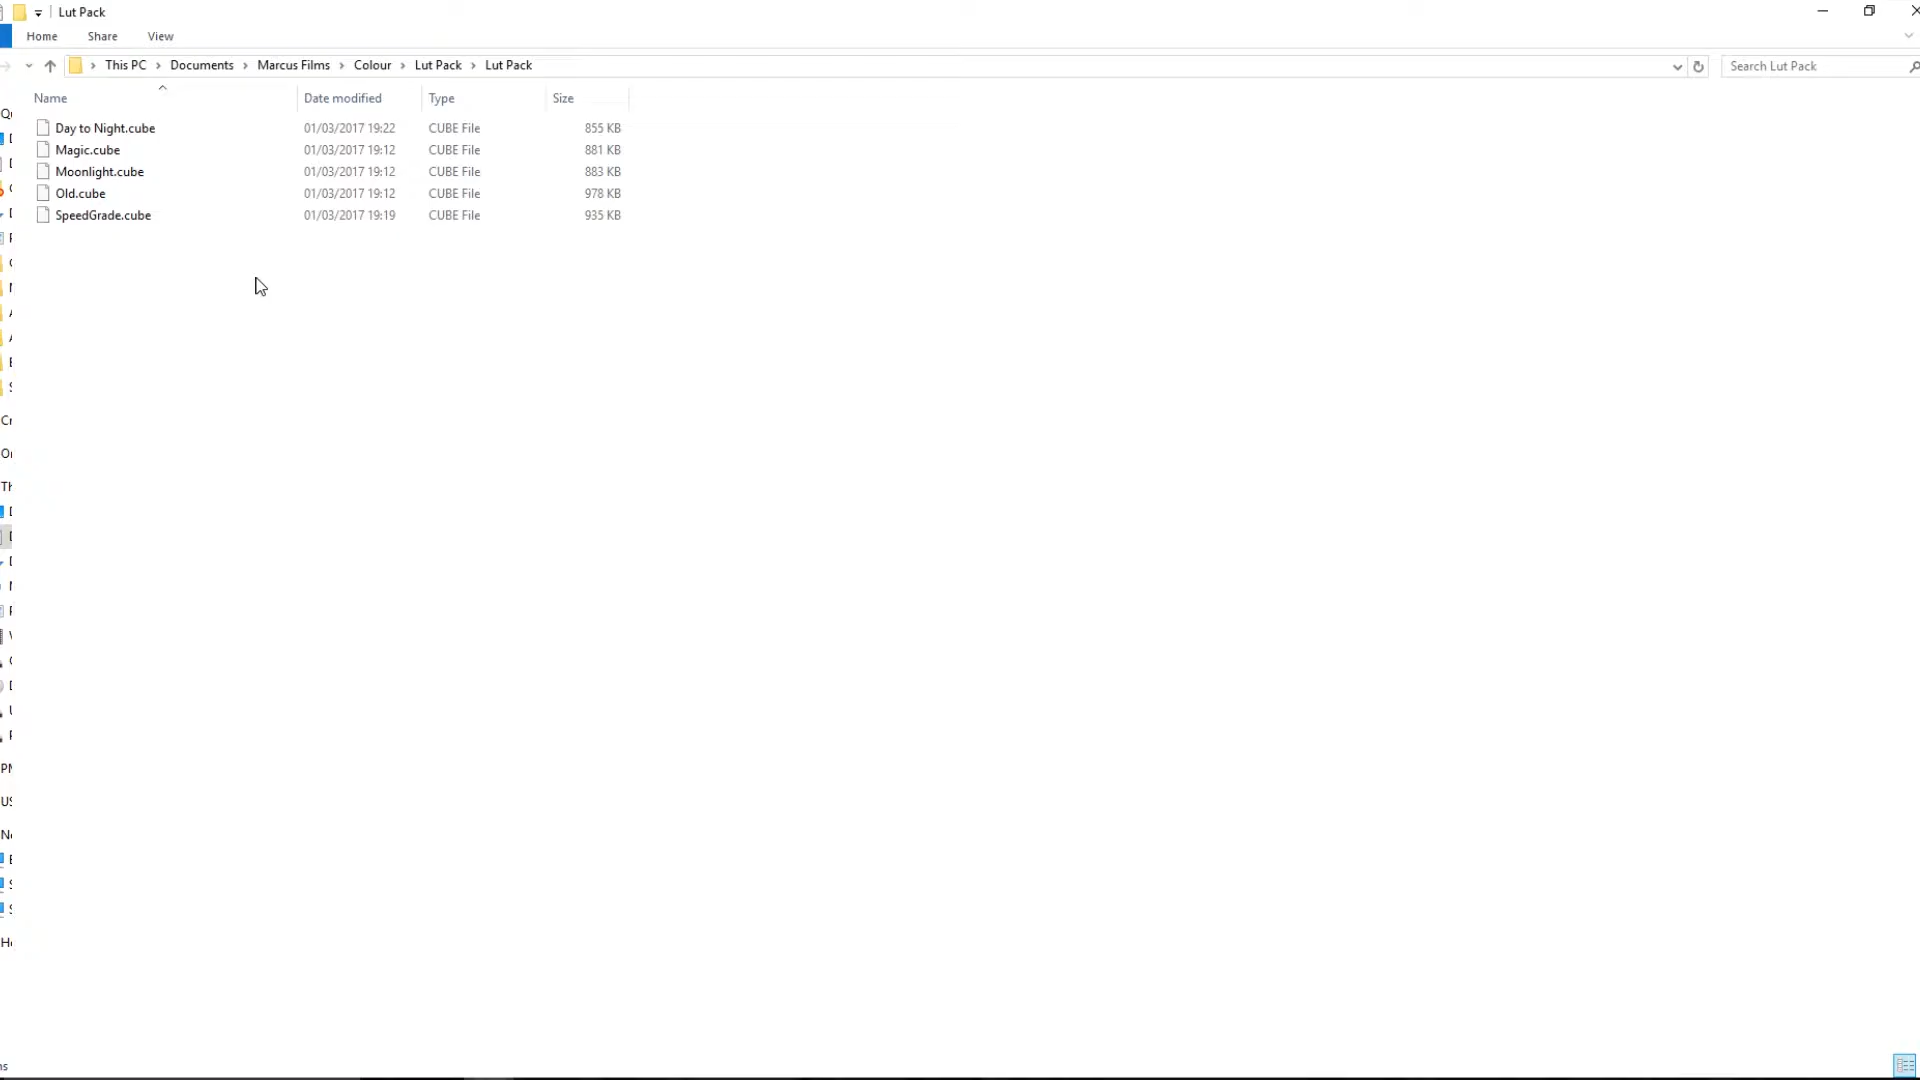 Lut Pack
Home Share View
This PC Documents Marcus Films Colour Lut Pack Lut Pack
Search Lut Pack
Name Date modified Type Size
Day to Night.cube 01/03/2017 19:22 CUBE File 855 KB
Magic.cube 01/03/2017 19:12 CUBE File 881 KB
Moonlight.cube 01/03/2017 19:12 CUBE File 883 KB
Old.cube 01/03/2017 19:12 CUBE File 978 KB
SpeedGrade.cube 01/03/2017 19:19 CUBE File 935 KB